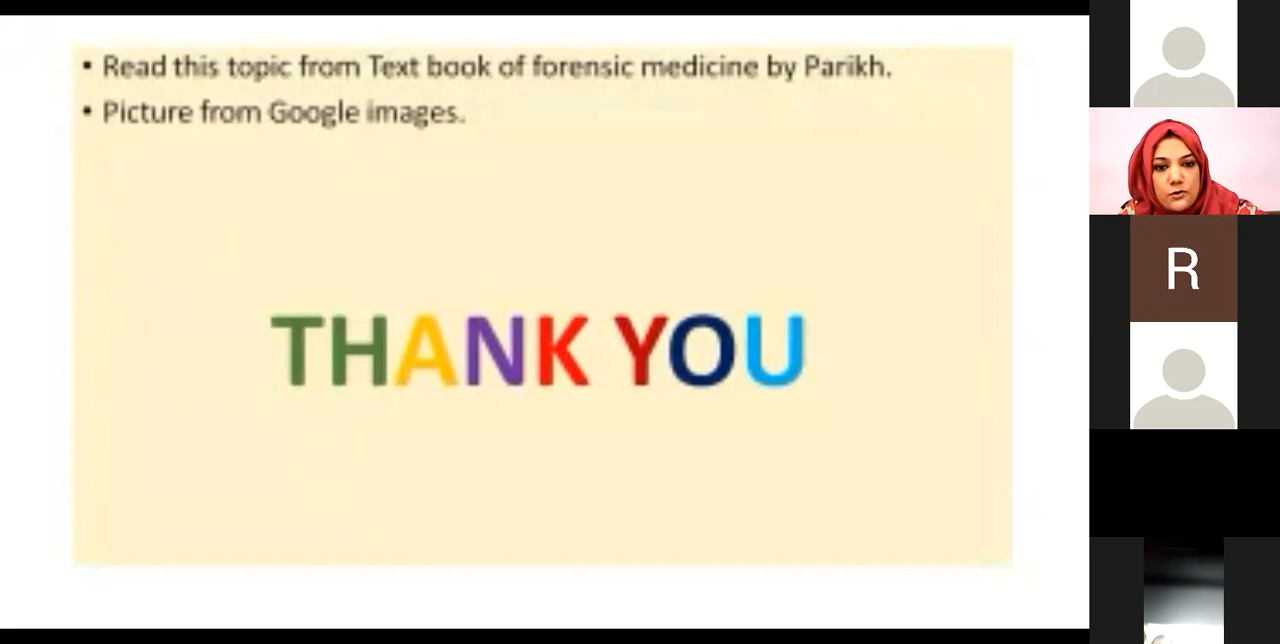 • Read this topic from Text book of forensic medicine by Parikh.
• Picture from Google images.
THANK YOU
R